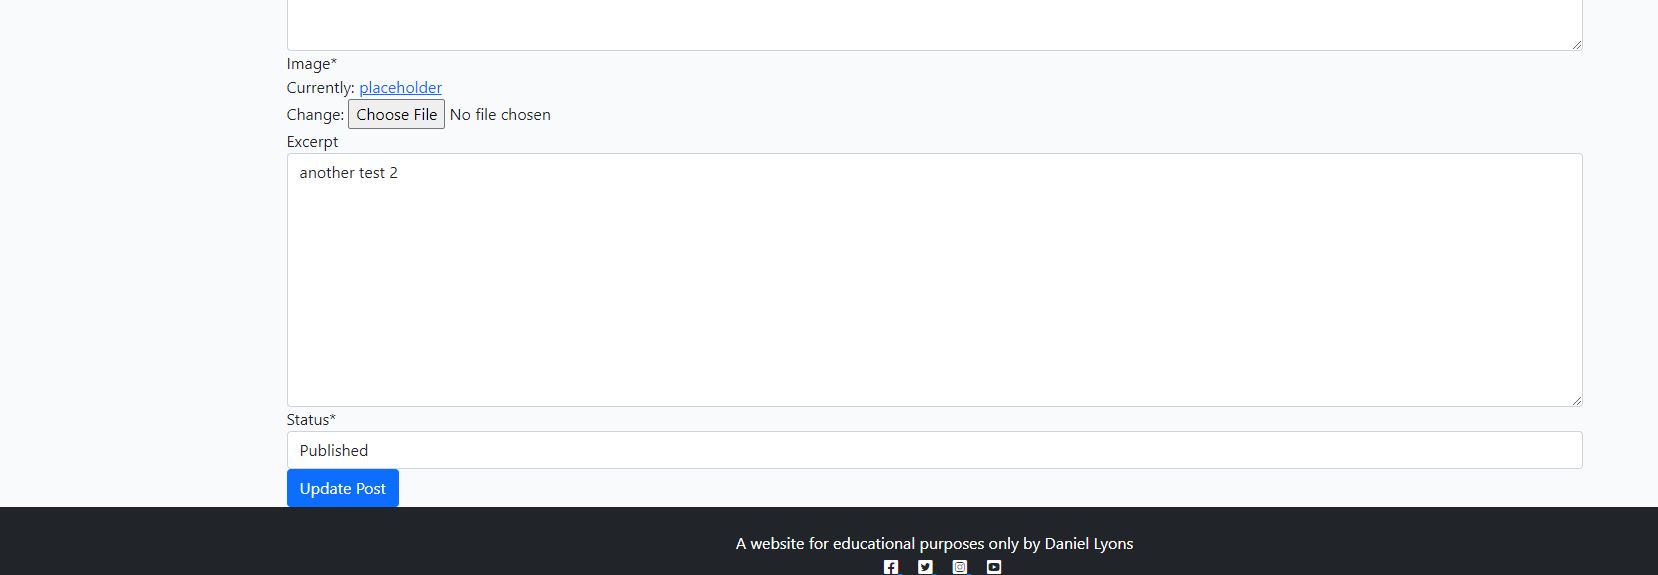 Image*
Currently: placeholder
Change: Choose File No file chosen
Excerpt
another test 2
Status*
Published
Update Post
A website for educational purposes only by Daniel Lyons